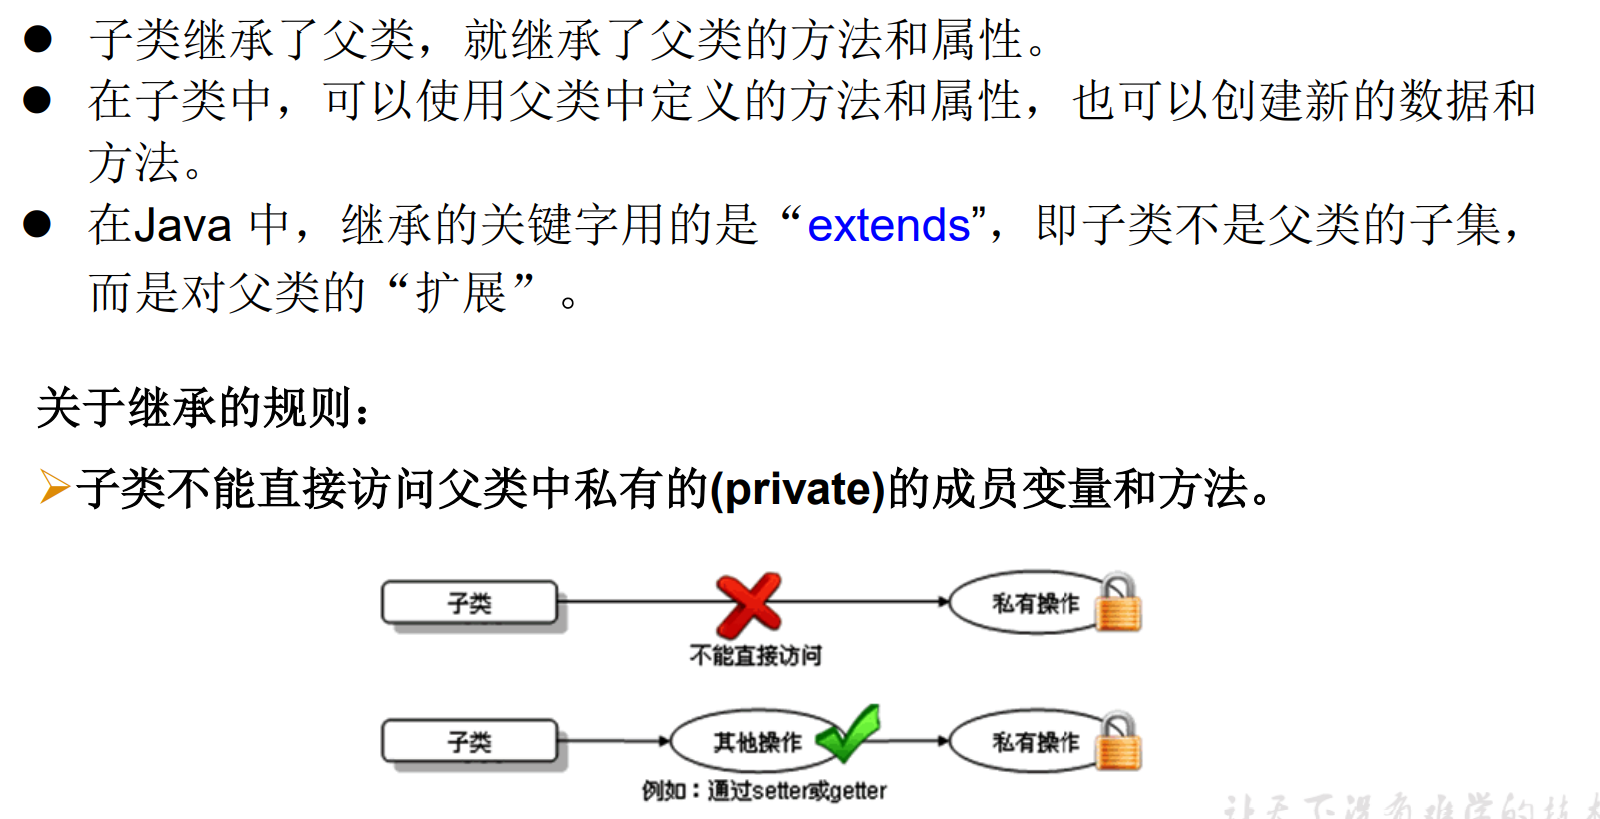 ● 子类继承了父类，就继承了父类的方法和属性。
● 在子类中，可以使用父类中定义的方法和属性，也可以创建新的数据和
方法。
● 在Java 中，继承的关键字用的是“extends”，即子类不是父类的子集，
而是对父类的“扩展”。
关于继承的规则：
➢子类不能直接访问父类中私有的(private)的成员变量和方法。
子类
私有操作
不能直接访问
子类
其他操作
私有操作
例如：通过setter或getter
让天下没有难学的技术